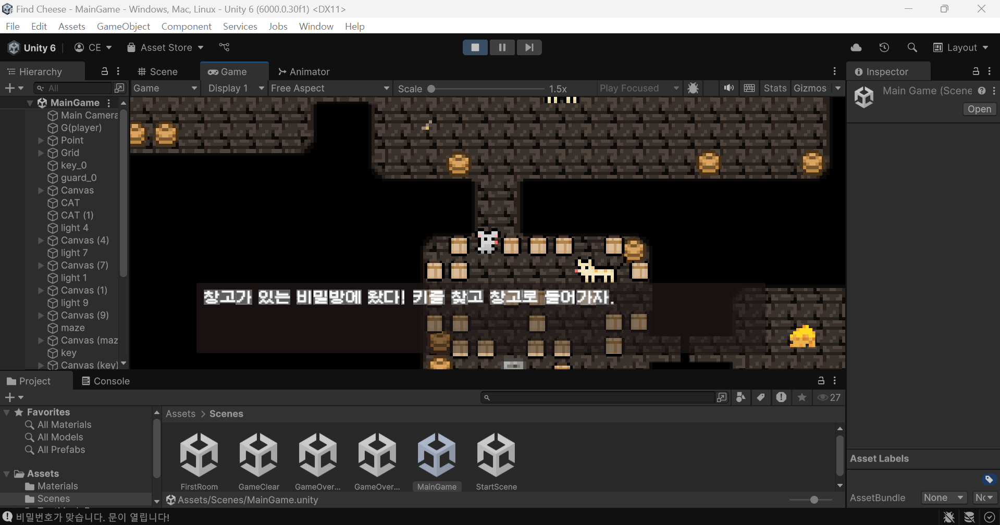 Find Cheese - MainGame - Windows, Mac, Linux - Unity 6 (6000.0.30f1) <DX11>
File Edit Assets GameObject Component Services Jobs Window Help
Unity 6 CE Asset Store Layout
Hierarchy Scene Game Animator Inspector
All Game Display 1 Free Aspect Scale 1.5x Play Focused Stats Gizmos
Main Game (Scene
Open
MainGame
Main Camera
G(player)
Point
Grid
key_0
guard_0
Canvas
CAT
CAT (1)
light 4
Canvas (4)
light 7
Canvas (7)
light 1
Canvas (1)
light 9
Canvas (9)
maze
Canvas (maz
key
Canvas (key)
창고가 있는 비밀방에 왔다! 키를 찾고 창고로 들어가자.
Project Console
27
Favorites
All Materials
All Models
All Prefabs
Assets
Materials
Scenes
Assets > Scenes
FirstRoom GameClear GameOver... GameOver... MainGame StartScene
Assets/Scenes/MainGame.unity
Asset Labels
AssetBundle None
비밀번호가 맞습니다. 문이 열립니다!